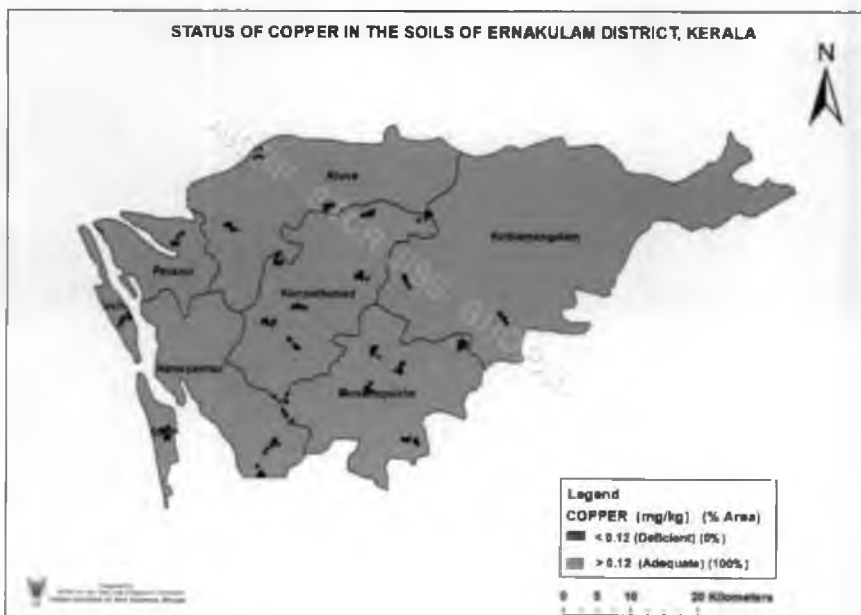 STATUS OF COPPER IN THE SOILS OF ERNAKULAM DISTRICT, KERALA
N
Aluva
Kothamangalam
Paravur
Kunnathunad
Kanayannur
Muvattupuzha
Legend
COPPER (mg/kg) (% Area)
< 0.12 (Deficient) (0%)
> 0.12 (Adequate) (100%)
0 5 10 20 Kilometers